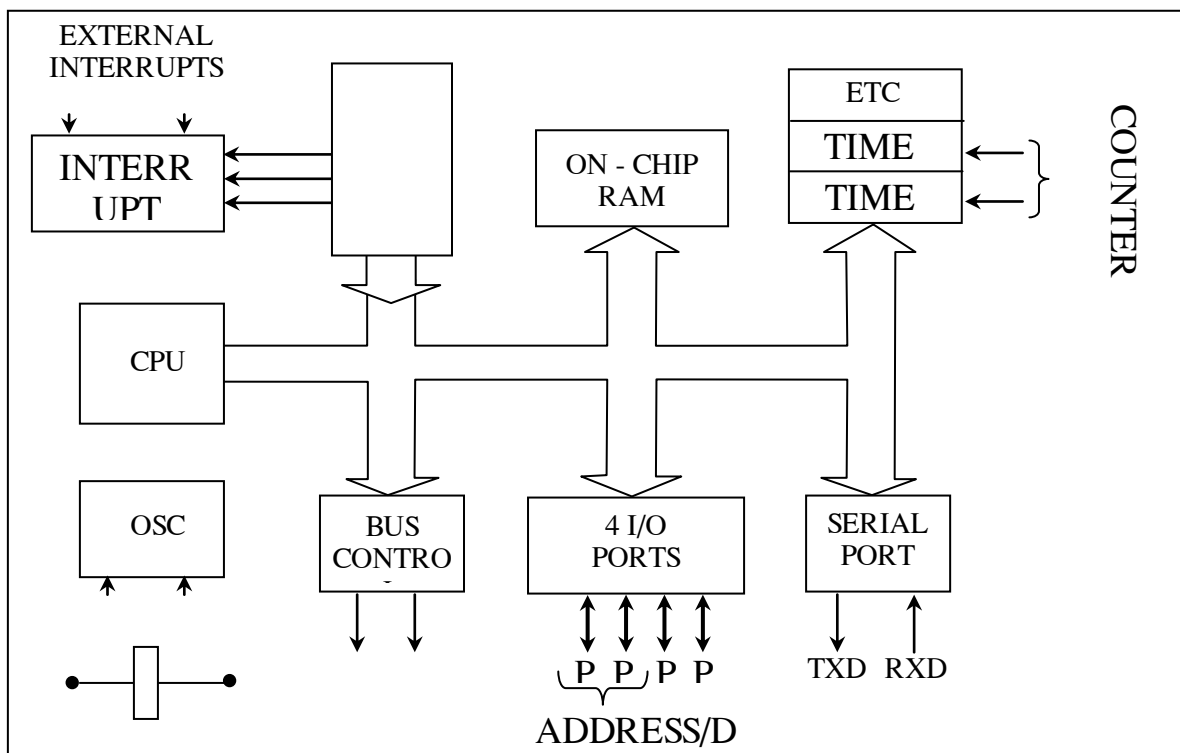 EXTERNAL
INTERRUPTS
INTERR
UPT
ON - CHIP
RAM
ETC
TIME
TIME
COUNTER
CPU
OSC
BUS
CONTRO
4 I/O
PORTS
SERIAL
PORT
P P P P
TXD RXD
ADDRESS/D